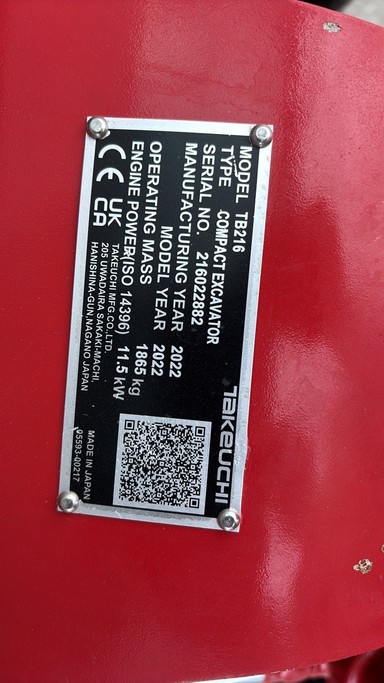 TAKEUCHI
MODEL TB216
TYPE COMPACT EXCAVATOR
SERIAL NO. 216022882
MANUFACTURING YEAR 2022
MODEL YEAR 2022
OPERATING MASS 1865 kg
ENGINE POWER(ISO 14396) 11.5 kW
CE UK CA
TAKEUCHI MFG.CO.,LTD.
205 UWADAIRA SAKAKI-MACHI,
HANISHINA-GUN,NAGANO JAPAN
MADE IN JAPAN
05593-00217